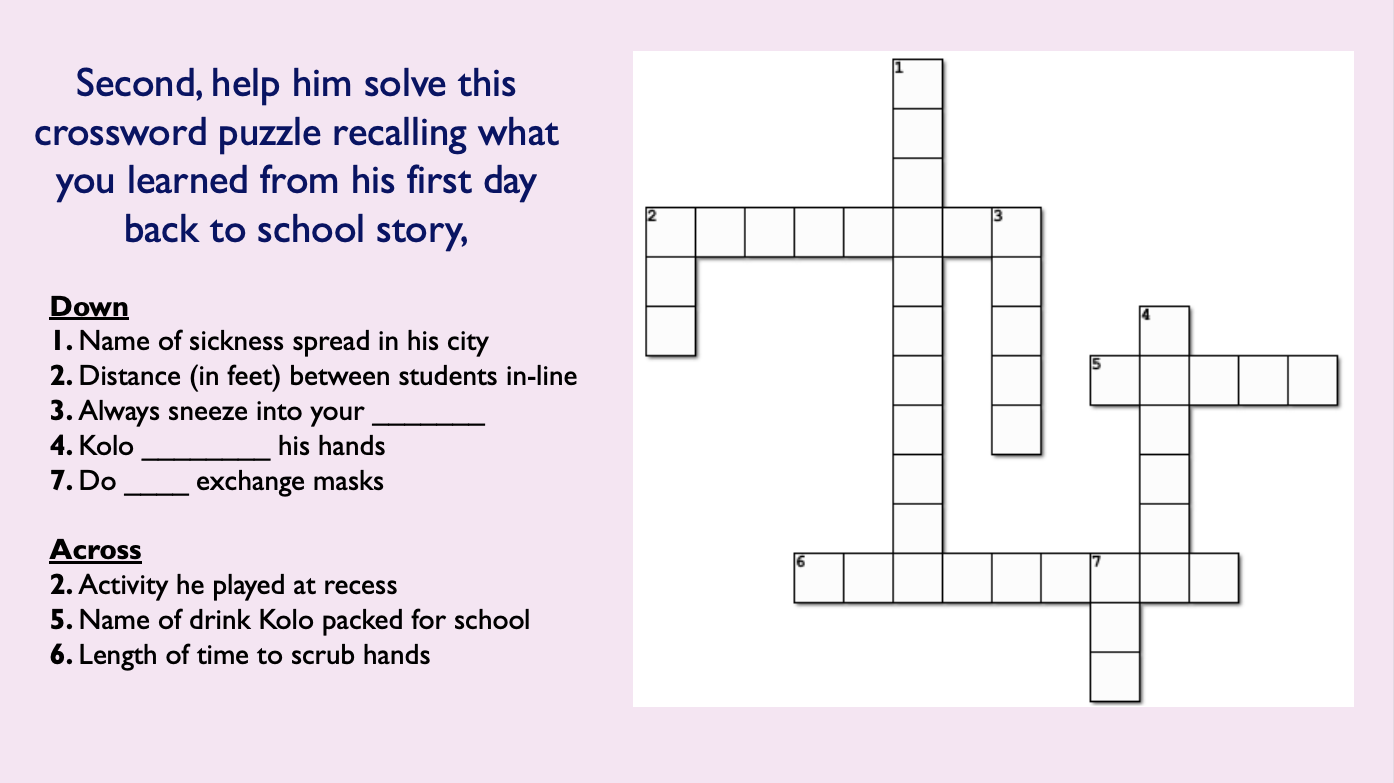 Second, help him solve this
crossword puzzle recalling what
you learned from his first day
back to school story,
Down
1. Name of sickness spread in his city
2. Distance (in feet) between students in-line
3. Always sneeze into your _______
4. Kolo ________ his hands
7. Do ____ exchange masks
Across
2. Activity he played at recess
5. Name of drink Kolo packed for school
6. Length of time to scrub hands
1
2 3
4
5
6 7